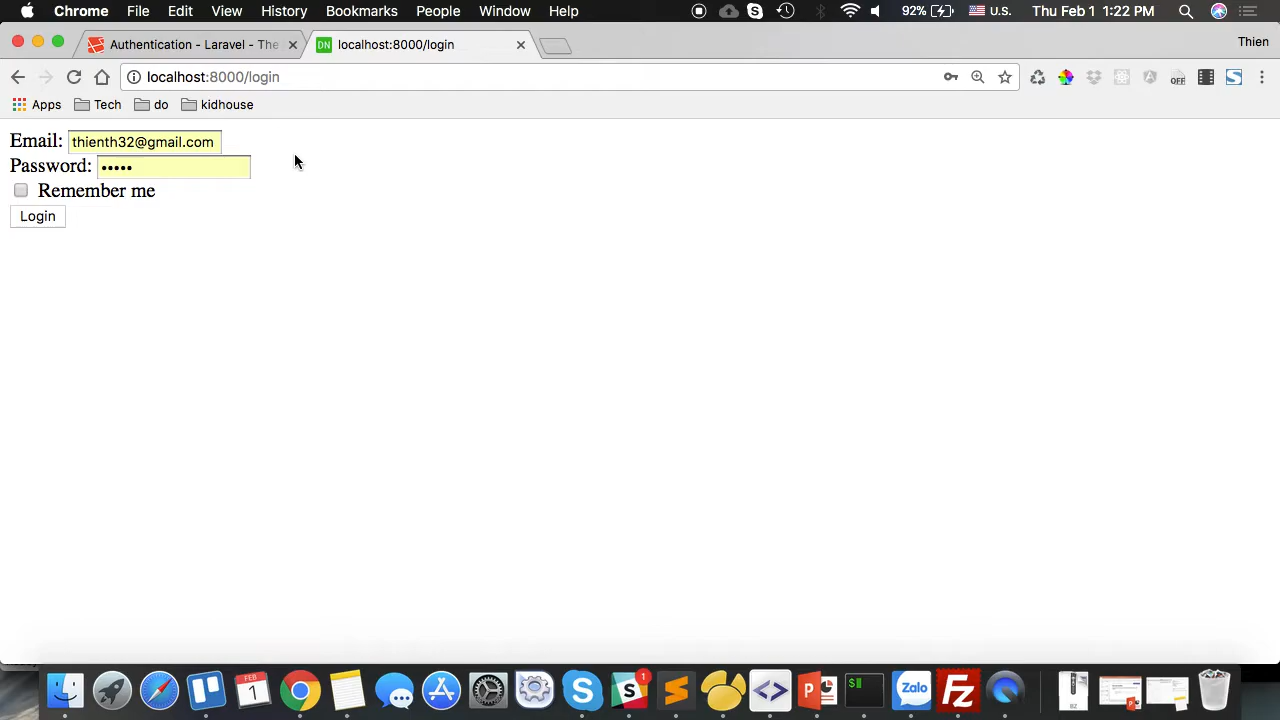 Chrome File Edit View History Bookmarks People Window Help 92% U.S. Thu Feb 1 1:22 PM
Authentication - Laravel - The localhost:8000/login Thien
localhost:8000/login
Apps Tech do kidhouse
Email: thienth32@gmail.com
Password: •••••
Remember me
Login